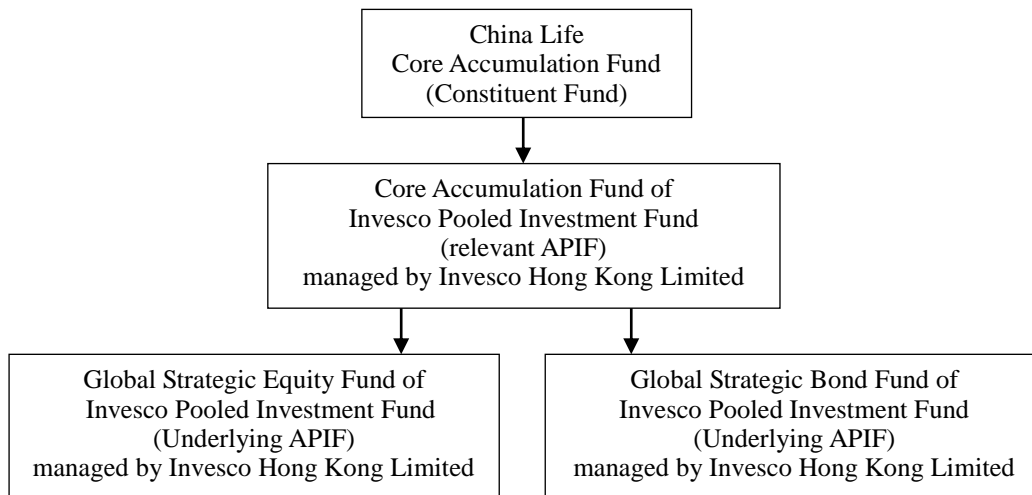 China Life
Core Accumulation Fund
(Constituent Fund)
Core Accumulation Fund of
Invesco Pooled Investment Fund
(relevant APIF)
managed by Invesco Hong Kong Limited
Global Strategic Equity Fund of
Invesco Pooled Investment Fund
(Underlying APIF)
managed by Invesco Hong Kong Limited
Global Strategic Bond Fund of
Invesco Pooled Investment Fund
(Underlying APIF)
managed by Invesco Hong Kong Limited